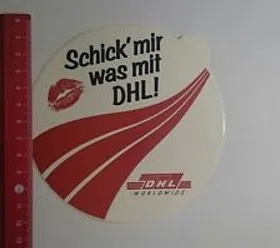 Schick' mir
was mit
DHL!
DHL
WORLDWIDE